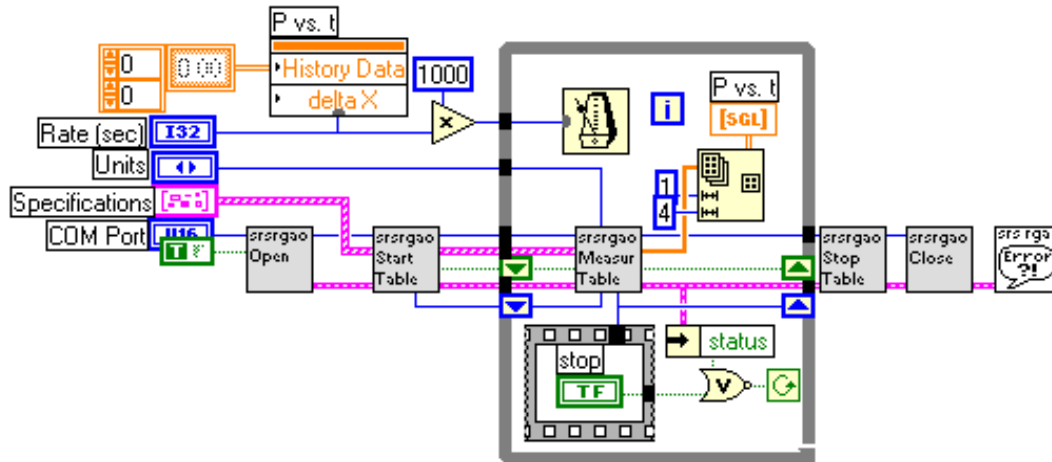 P vs. t
0
0
0.00
History Data
delta X
1000
Rate (sec)
I32
Units
Specifications
COM Port
U16
T
F
i
P vs. t
[SGL]
1
4
srsrgao
Open
srsrgao
Start
Table
srsrgao
Measur
Table
srsrgao
Stop
Table
srsrgao
Close
srs rga
Error
?!
status
stop
TF
V